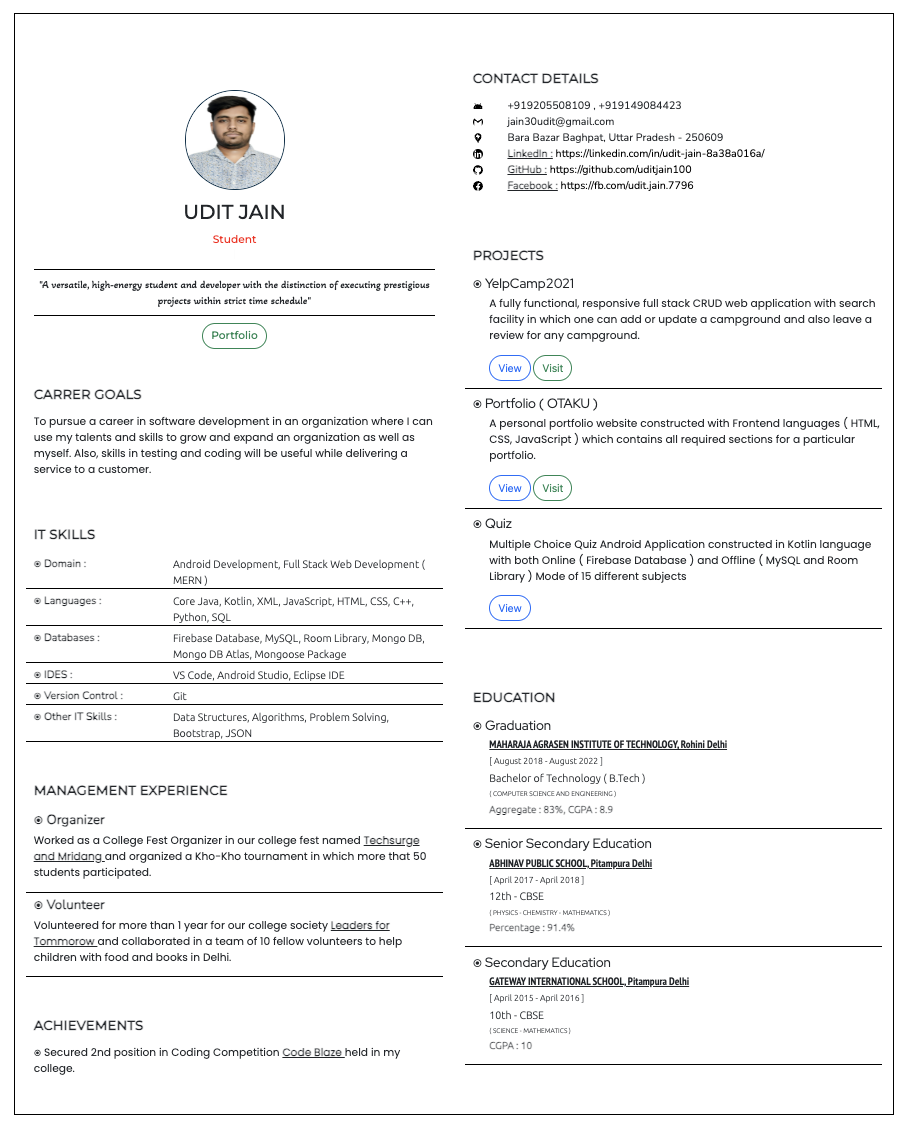 UDIT JAIN
Student
"A versatile, high-energy student and developer with the distinction of executing prestigious
projects within strict time schedule"
Portfolio
CARRER GOALS
To pursue a career in software development in an organization where I can
use my talents and skills to grow and expand an organization as well as
myself. Also, skills in testing and coding will be useful while delivering a
service to a customer.
IT SKILLS
Domain : Android Development, Full Stack Web Development (
MERN )
Languages : Core Java, Kotlin, XML, JavaScript, HTML, CSS, C++,
Python, SQL
Databases : Firebase Database, MySQL, Room Library, Mongo DB,
Mongo DB Atlas, Mongoose Package
IDES : VS Code, Android Studio, Eclipse IDE
Version Control : Git
Other IT Skills : Data Structures, Algorithms, Problem Solving,
Bootstrap, JSON
MANAGEMENT EXPERIENCE
Organizer
Worked as a College Fest Organizer in our college fest named Techsurge
and Mridang and organized a Kho-Kho tournament in which more that 50
students participated.
Volunteer
Volunteered for more than 1 year for our college society Leaders for
Tommorow and collaborated in a team of 10 fellow volunteers to help
children with food and books in Delhi.
ACHIEVEMENTS
Secured 2nd position in Coding Competition Code Blaze held in my
college.
CONTACT DETAILS
+919205508109 , +919149084423
jain30udit@gmail.com
Bara Bazar Baghpat, Uttar Pradesh - 250609
LinkedIn : https://linkedin.com/in/udit-jain-8a38a016a/
GitHub : https://github.com/uditjain100
Facebook : https://fb.com/udit.jain.7796
PROJECTS
YelpCamp2021
A fully functional, responsive full stack CRUD web application with search
facility in which one can add or update a campground and also leave a
review for any campground.
View Visit
Portfolio ( OTAKU )
A personal portfolio website constructed with Frontend languages ( HTML,
CSS, JavaScript ) which contains all required sections for a particular
portfolio.
View Visit
Quiz
Multiple Choice Quiz Android Application constructed in Kotlin language
with both Online ( Firebase Database ) and Offline ( MySQL and Room
Library ) Mode of 15 different subjects
View
EDUCATION
Graduation
MAHARAJA AGRASEN INSTITUTE OF TECHNOLOGY, Rohini Delhi
[ August 2018 - August 2022 ]
Bachelor of Technology ( B.Tech )
( COMPUTER SCIENCE AND ENGINEERING )
Aggregate : 83%, CGPA : 8.9
Senior Secondary Education
ABHINAV PUBLIC SCHOOL, Pitampura Delhi
[ April 2017 - April 2018 ]
12th - CBSE
( PHYSICS - CHEMISTRY - MATHEMATICS )
Percentage : 91.4%
Secondary Education
GATEWAY INTERNATIONAL SCHOOL, Pitampura Delhi
[ April 2015 - April 2016 ]
10th - CBSE
( SCIENCE - MATHEMATICS )
CGPA : 10